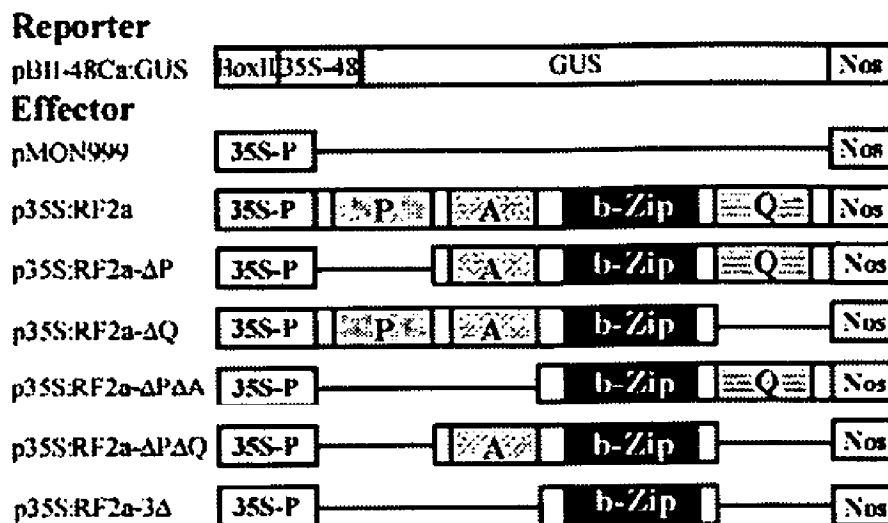 Reporter
pBII-48Ca:GUS BoxII 35S-48 GUS Nos
Effector
pMON999 35S-P Nos
p35S:RF2a 35S-P P A b-Zip Q Nos
p35S:RF2a-ΔP 35S-P A b-Zip Q Nos
p35S:RF2a-ΔQ 35S-P P A b-Zip Nos
p35S:RF2a-ΔPΔA 35S-P b-Zip Q Nos
p35S:RF2a-ΔPΔQ 35S-P A b-Zip Nos
p35S:RF2a-3Δ 35S-P b-Zip Nos